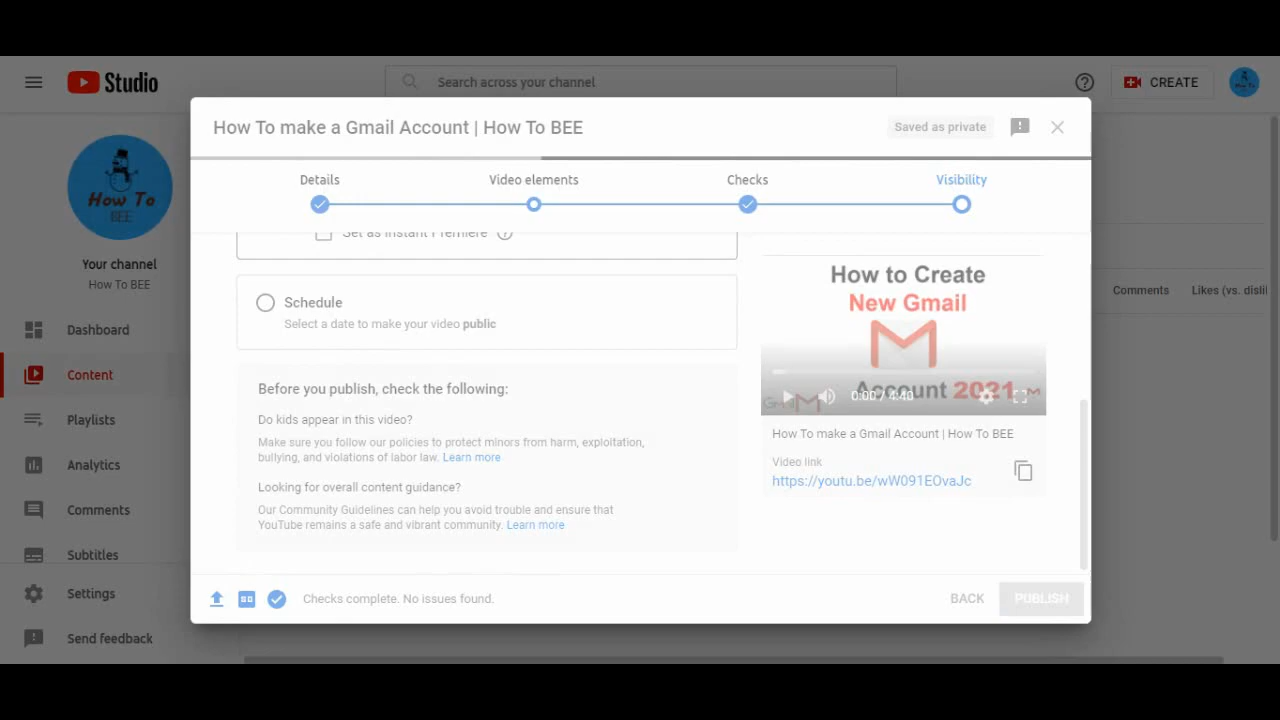 Studio
Search across your channel
CREATE
How To
How To make a Gmail Account | How To BEE
Saved as private
Details
Video elements
Checks
Visibility
How To
BEE
Your channel
How To BEE
Dashboard
Content
Playlists
Analytics
Comments
Subtitles
Settings
Send feedback
Set as instant Premiere
Schedule
Select a date to make your video public
Before you publish, check the following:
Do kids appear in this video?
Make sure you follow our policies to protect minors from harm, exploitation,
bullying, and violations of labor law. Learn more
Looking for overall content guidance?
Our Community Guidelines can help you avoid trouble and ensure that
YouTube remains a safe and vibrant community. Learn more
How to Create
New Gmail
Account 2021
0:00 / 4:40
How To make a Gmail Account | How To BEE
Video link
https://youtu.be/wW091EOvaJc
Comments
Likes (vs. disli
Checks complete. No issues found.
BACK
PUBLISH